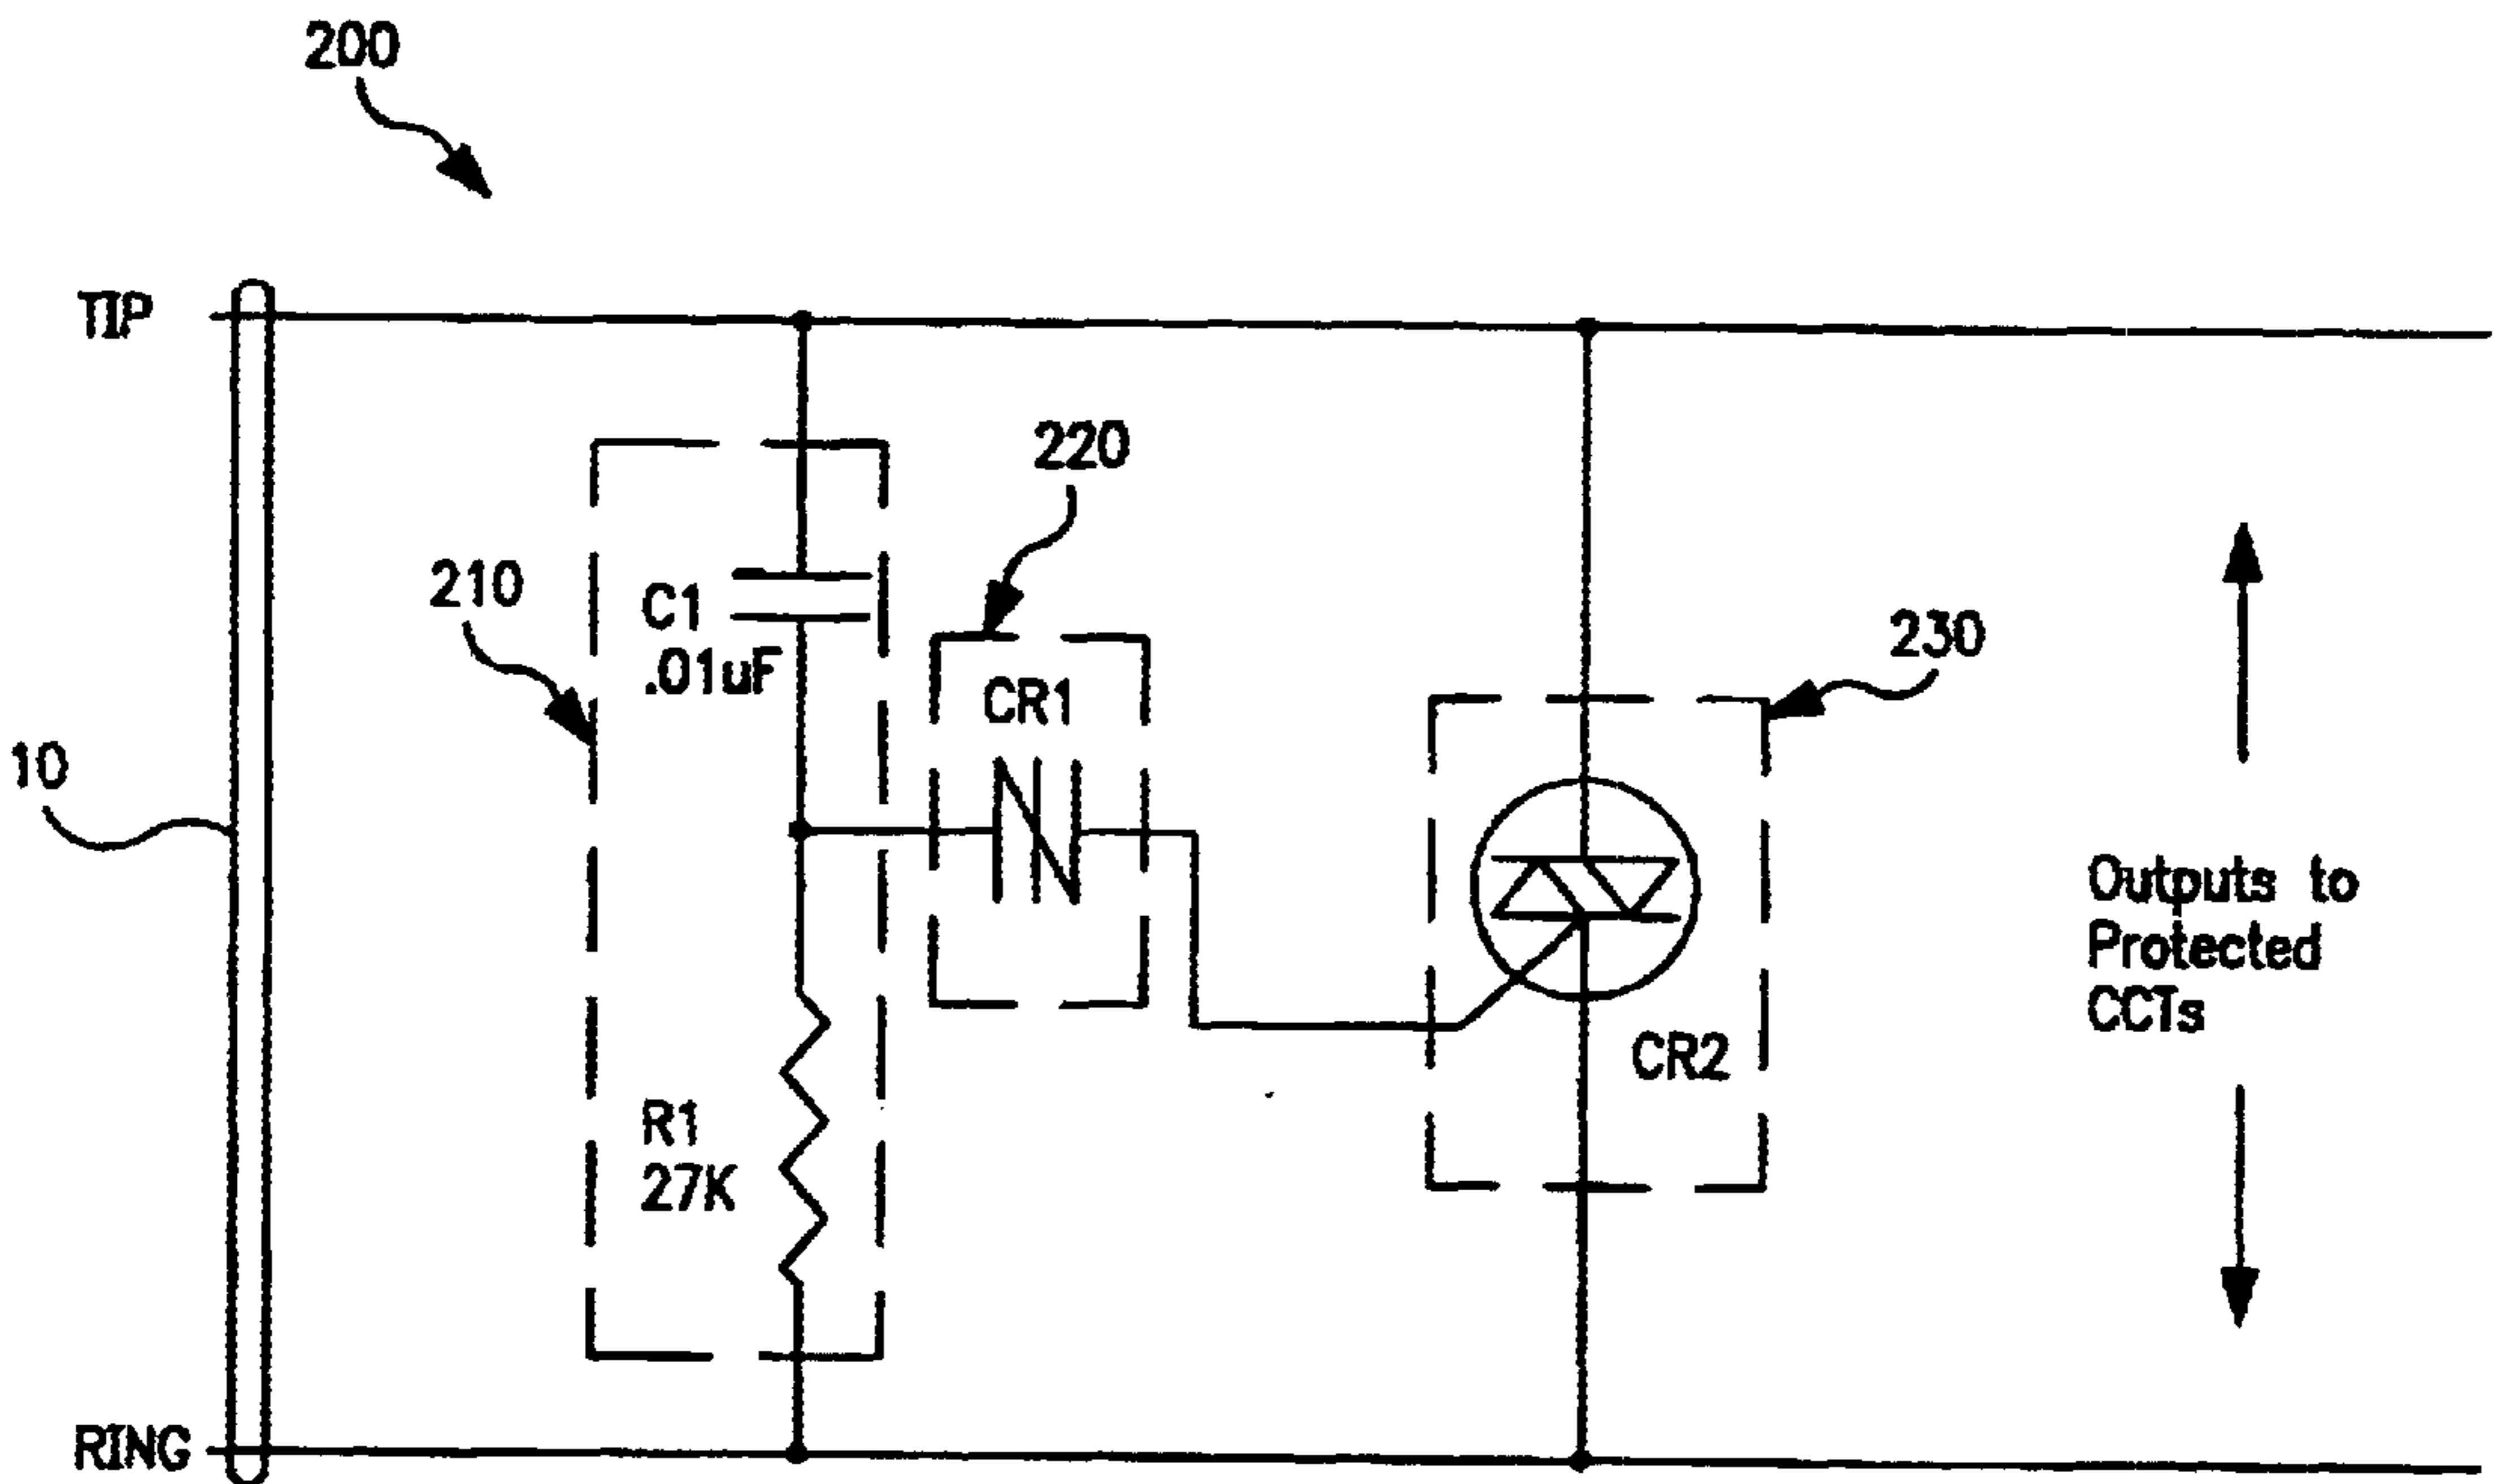 200
TIP
220
210
C1
.01uF
230
CR1
10
Outputs to
Protected
CCTs
CR2
R1
27K
RING